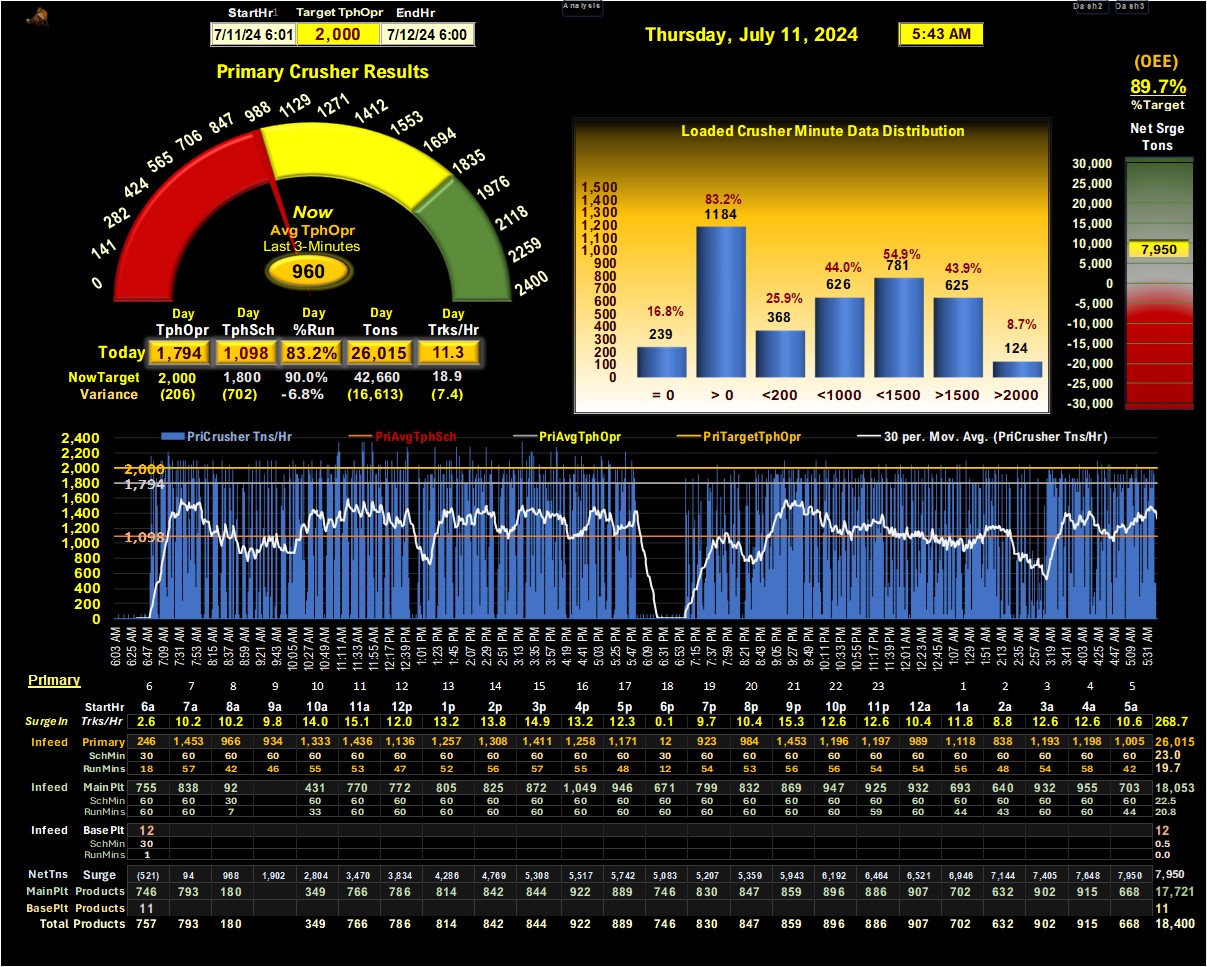 Analysis
Dash2 Dash3
StartHr1 Target TphOpr EndHr
7/11/24 6:01 2,000 7/12/24 6:00
Thursday, July 11, 2024 5:43 AM
Primary Crusher Results
0 141 282 424 565 706 847 988 1129 1271 1412 1553 1694 1835 1976 2118 2259 2400
Now
Avg TphOpr
Last 3-Minutes
960
Day Day Day Day Day
TphOpr TphSch %Run Tons Trks/Hr
Today 1,794 1,098 83.2% 26,015 11.3
NowTarget 2,000 1,800 90.0% 42,660 18.9
Variance (206) (702) -6.8% (16,613) (7.4)
Loaded Crusher Minute Data Distribution
1,500
1,400
1,300
1,200
1,100
1,000
900
800
700
600
500
400
300
200
100
0
16.8% 83.2% 25.9% 44.0% 54.9% 43.9% 8.7%
239 1184 368 626 781 625 124
= 0 > 0 <200 <1000 <1500 >1500 >2000
(OEE)
89.7%
%Target
Net Srge
Tons
30,000
25,000
20,000
15,000
10,000
7,950
5,000
0
-5,000
-10,000
-15,000
-20,000
-25,000
-30,000
PriCrusher Tns/Hr PriAvgTphSch PriAvgTphOpr PriTargetTphOpr 30 per. Mov. Avg. (PriCrusher Tns/Hr)
2,400
2,200
2,000 2,000
1,800 1,794
1,600
1,400
1,200
1,000 1,098
800
600
400
200
0
6:03 AM 6:25 AM 6:47 AM 7:09 AM 7:31 AM 7:53 AM 8:15 AM 8:37 AM 8:59 AM 9:21 AM 9:43 AM 10:05 AM 10:27 AM 10:49 AM 11:11 AM 11:33 AM 11:55 AM 12:17 PM 12:39 PM 1:01 PM 1:23 PM 1:45 PM 2:07 PM 2:29 PM 2:51 PM 3:13 PM 3:35 PM 3:57 PM 4:19 PM 4:41 PM 5:03 PM 5:25 PM 5:47 PM 6:09 PM 6:31 PM 6:53 PM 7:15 PM 7:37 PM 7:59 PM 8:21 PM 8:43 PM 9:05 PM 9:27 PM 9:49 PM 10:11 PM 10:33 PM 10:55 PM 11:17 PM 11:39 PM 12:01 AM 12:23 AM 12:45 AM 1:07 AM 1:29 AM 1:51 AM 2:13 AM 2:35 AM 2:57 AM 3:19 AM 3:41 AM 4:03 AM 4:25 AM 4:47 AM 5:09 AM 5:31 AM
Primary
6 7 8 9 10 11 12 13 14 15 16 17 18 19 20 21 22 23 1 2 3 4 5
StartHr 6a 7a 8a 9a 10a 11a 12p 1p 2p 3p 4p 5p 6p 7p 8p 9p 10p 11p 12a 1a 2a 3a 4a 5a
SurgeIn Trks/Hr 2.6 10.2 10.2 9.8 14.0 15.1 12.0 13.2 13.8 14.9 13.2 12.3 0.1 9.7 10.4 15.3 12.6 12.6 10.4 11.8 8.8 12.6 12.6 10.6 268.7
Infeed Primary 246 1,453 966 934 1,333 1,436 1,136 1,257 1,308 1,411 1,258 1,171 12 923 984 1,453 1,196 1,197 989 1,118 838 1,193 1,198 1,005 26,015
SchMin 30 60 60 60 60 60 60 60 60 60 60 60 30 60 60 60 60 60 60 60 60 60 60 60 23.0
RunMins 18 57 42 46 55 53 47 52 56 57 55 48 12 54 53 56 56 54 54 56 48 54 58 42 19.7
Infeed MainPlt 755 838 92 431 770 772 805 825 872 1,049 946 671 799 832 869 947 925 932 693 640 932 955 703 18,053
SchMin 60 60 30 60 60 60 60 60 60 60 60 60 60 60 60 60 60 60 60 60 60 60 60 22.5
RunMins 60 60 7 33 60 60 60 60 60 60 60 60 60 60 60 60 59 60 44 43 60 60 44 20.8
Infeed BasePlt 12 12
SchMin 30 0.5
RunMins 1 0.0
NetTns Surge (521) 94 968 1,902 2,804 3,470 3,834 4,286 4,769 5,308 5,517 5,742 5,083 5,207 5,359 5,943 6,192 6,464 6,521 6,946 7,144 7,405 7,648 7,950 7,950
MainPlt Products 746 793 180 349 766 786 814 842 844 922 889 746 830 847 859 896 886 907 702 632 902 915 668 17,721
BasePlt Products 11 11
Total Products 757 793 180 349 766 786 814 842 844 922 889 746 830 847 859 896 886 907 702 632 902 915 668 18,400